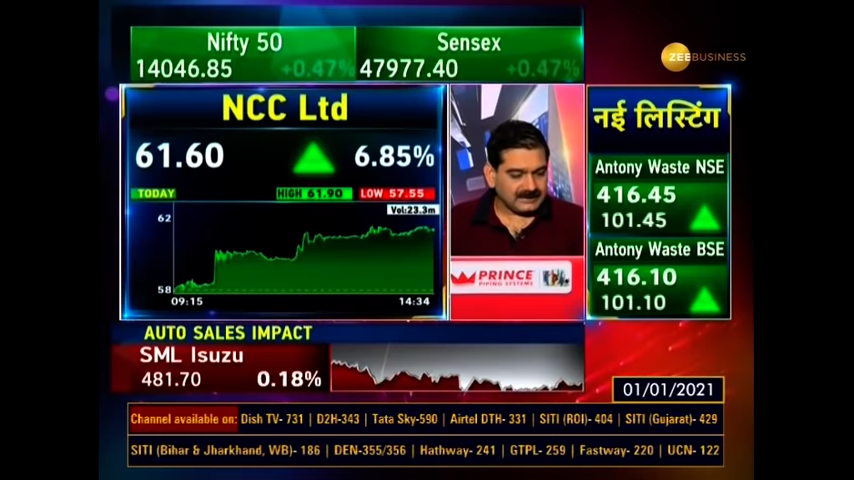 Nifty 50
14046.85 +0.47%
Sensex
47977.40 +0.47%
ZEEBUSINESS
NCC Ltd
61.60 6.85%
TODAY HIGH 61.90 LOW 57.55
Vol:23.3m
62
58
09:15 14:34
PRINCE
PIPING SYSTEMS
नई लिस्टिंग
Antony Waste NSE
416.45
101.45
Antony Waste BSE
416.10
101.10
AUTO SALES IMPACT
SML Isuzu
481.70 0.18%
01/01/2021
Channel available on: Dish TV- 731 | D2H-343 | Tata Sky-590 | Airtel DTH- 331 | SITI (ROI)- 404 | SITI (Gujarat)- 429
SITI (Bihar & Jharkhand, WB)- 186 | DEN-355/356 | Hathway-241 | GTPL- 259 | Fastway-220 | UCN- 122